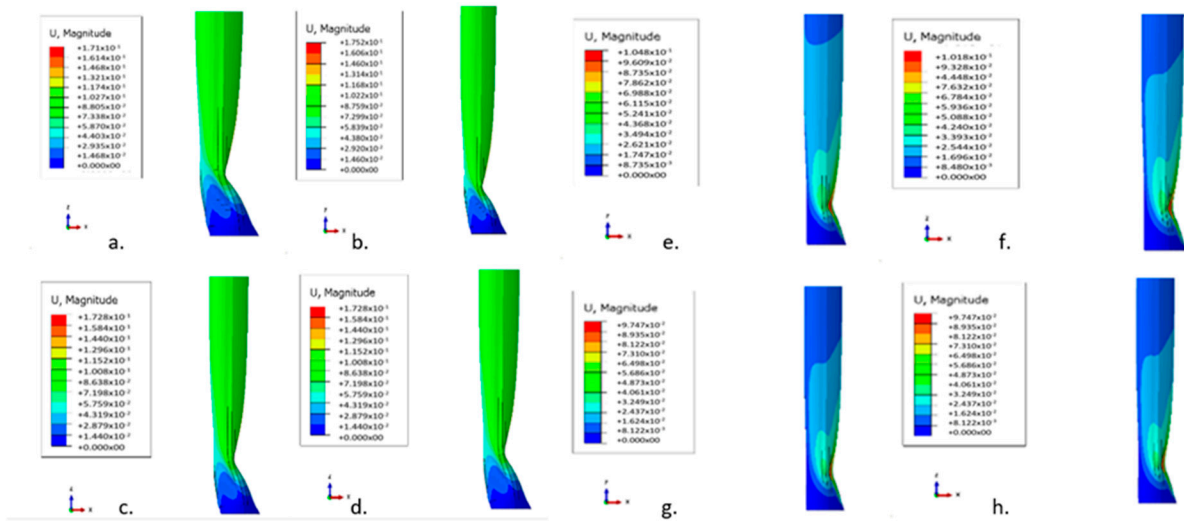 U, Magnitude
+1.71x10⁻¹
+1.614x10⁻¹
+1.468x10⁻¹
+1.321x10⁻¹
+1.174x10⁻¹
+1.027x10⁻¹
+8.805x10⁻²
+7.338x10⁻²
+5.870x10⁻²
+4.403x10⁻²
+2.935x10⁻²
+1.468x10⁻²
+0.000x00
z
x
a.
U, Magnitude
+1.752x10⁻¹
+1.606x10⁻¹
+1.460x10⁻¹
+1.314x10⁻¹
+1.168x10⁻¹
+1.022x10⁻¹
+8.759x10⁻²
+7.299x10⁻²
+5.839x10⁻²
+4.380x10⁻²
+2.920x10⁻²
+1.460x10⁻²
+0.000x00
y
x
b.
U, Magnitude
+1.048x10⁻¹
+9.609x10⁻²
+8.735x10⁻²
+7.862x10⁻²
+6.988x10⁻²
+6.115x10⁻²
+5.241x10⁻²
+4.368x10⁻²
+3.494x10⁻²
+2.621x10⁻²
+1.747x10⁻²
+8.735x10⁻³
+0.000x00
y
x
e.
U, Magnitude
+1.018x10⁻¹
+9.328x10⁻²
+4.448x10⁻²
+7.632x10⁻²
+6.784x10⁻²
+5.936x10⁻²
+5.088x10⁻²
+4.240x10⁻²
+3.393x10⁻²
+2.544x10⁻²
+1.696x10⁻²
+8.480x10⁻³
+0.000x00
z
x
f.
U, Magnitude
+1.728x10⁻¹
+1.584x10⁻¹
+1.440x10⁻¹
+1.296x10⁻¹
+1.152x10⁻¹
+1.008x10⁻¹
+8.638x10⁻²
+7.198x10⁻²
+5.759x10⁻²
+4.319x10⁻²
+2.879x10⁻²
+1.440x10⁻²
+0.000x00
z
x
c.
U, Magnitude
+1.728x10⁻¹
+1.584x10⁻¹
+1.440x10⁻¹
+1.296x10⁻¹
+1.152x10⁻¹
+1.008x10⁻¹
+8.638x10⁻²
+7.198x10⁻²
+5.759x10⁻²
+4.319x10⁻²
+2.879x10⁻²
+1.440x10⁻²
+0.000x00
z
x
d.
U, Magnitude
+9.747x10⁻²
+8.935x10⁻²
+8.122x10⁻²
+7.310x10⁻²
+6.498x10⁻²
+5.686x10⁻²
+4.873x10⁻²
+4.061x10⁻²
+3.249x10⁻²
+2.437x10⁻²
+1.624x10⁻²
+8.122x10⁻³
+0.000x00
y
x
g.
U, Magnitude
+9.747x10⁻²
+8.935x10⁻²
+8.122x10⁻²
+7.310x10⁻²
+6.498x10⁻²
+5.686x10⁻²
+4.873x10⁻²
+4.061x10⁻²
+3.249x10⁻²
+2.437x10⁻²
+1.624x10⁻²
+8.122x10⁻³
+0.000x00
z
x
h.